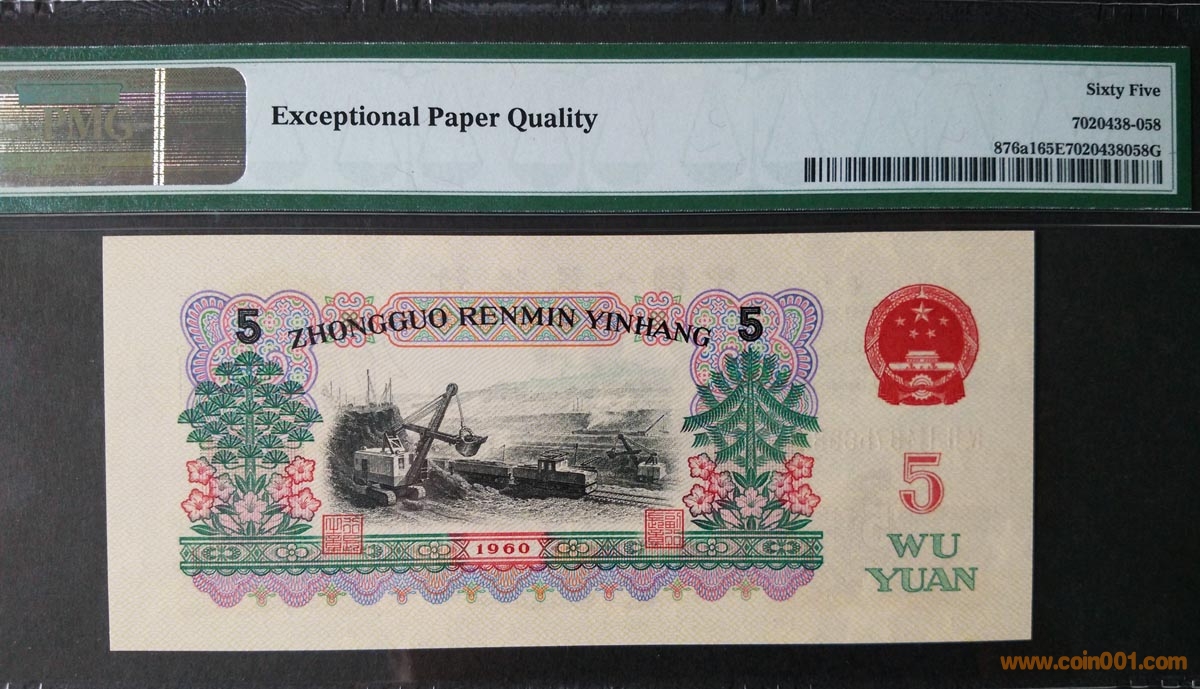 PMG
Exceptional Paper Quality
Sixty Five
7020438-058
876a165E7020438058G
5 ZHONGGUO RENMIN YINHANG 5
1960
5
WU
YUAN
www.coin001.com